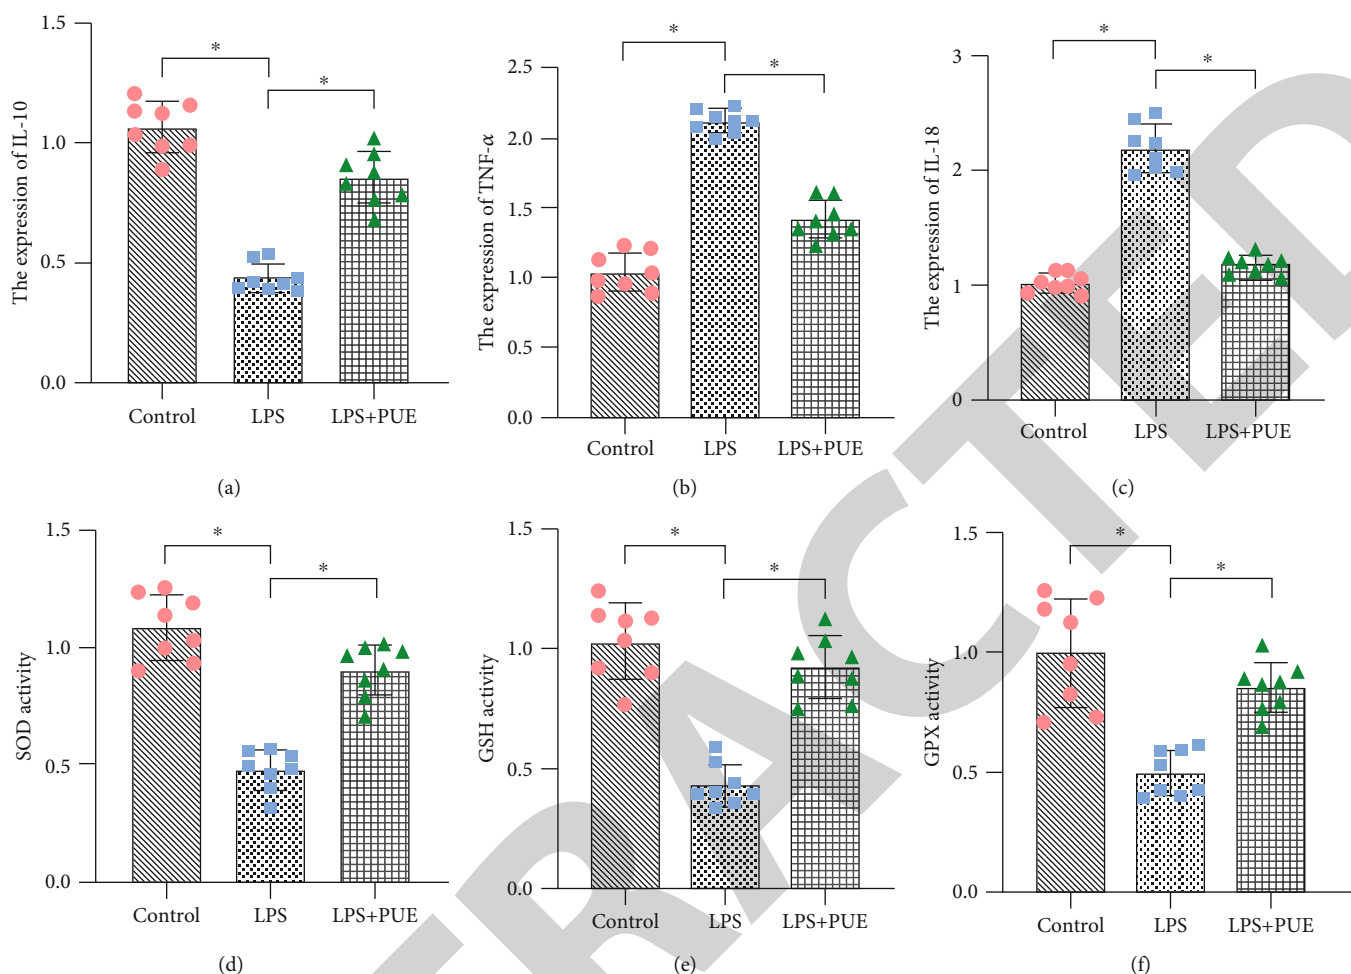 The expression of IL-10
1.5
1.0
0.5
0.0
*
*
Control
LPS
LPS+PUE
(a)
The expression of TNF-α
2.5
2.0
1.5
1.0
0.5
0.0
*
*
Control
LPS
LPS+PUE
(b)
The expression of IL-18
3
2
1
0
*
*
Control
LPS
LPS+PUE
(c)
SOD activity
1.5
1.0
0.5
0.0
*
*
Control
LPS
LPS+PUE
(d)
GSH activity
1.5
1.0
0.5
0.0
*
*
Control
LPS
LPS+PUE
(e)
GPX activity
1.5
1.0
0.5
0.0
*
*
Control
LPS
LPS+PUE
(f)
TRACTED